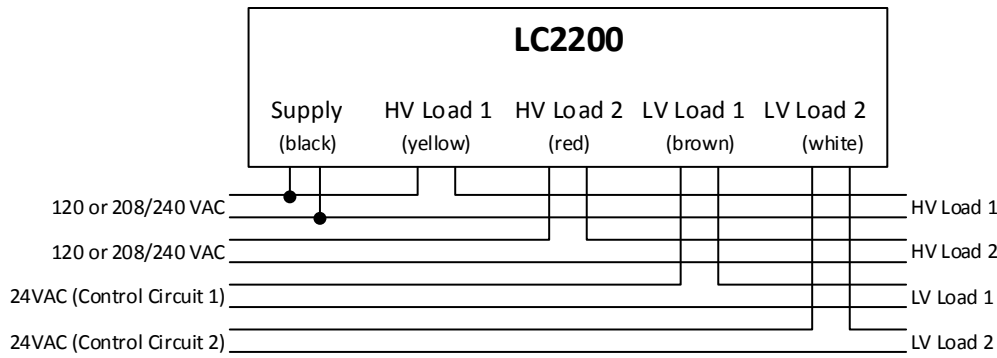 LC2200
Supply HV Load 1 HV Load 2 LV Load 1 LV Load 2
(black) (yellow) (red) (brown) (white)
120 or 208/240 VAC HV Load 1
120 or 208/240 VAC HV Load 2
24VAC (Control Circuit 1) LV Load 1
24VAC (Control Circuit 2) LV Load 2